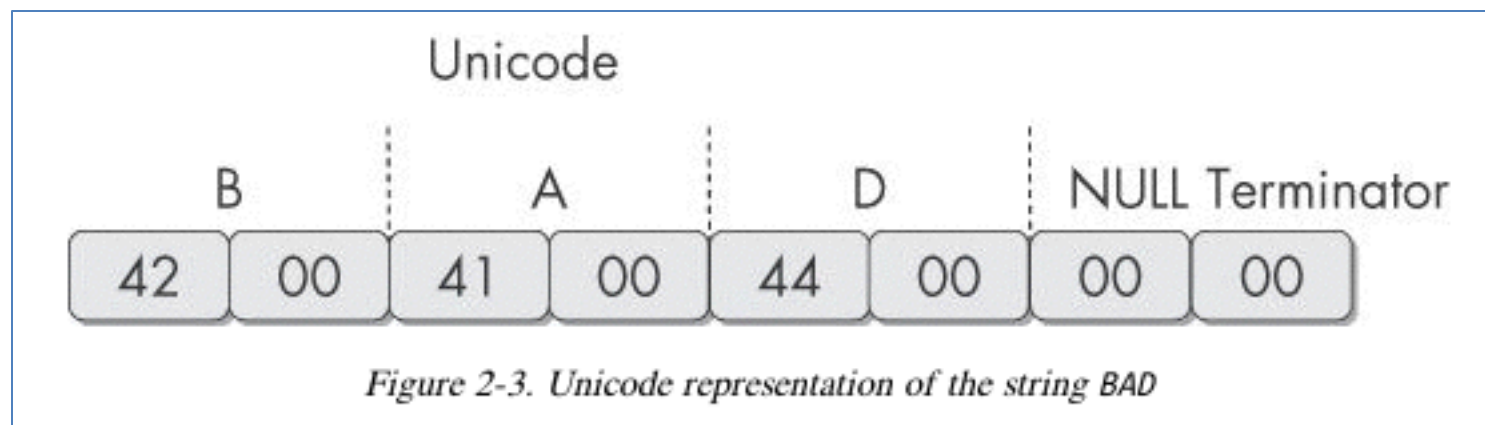 Unicode
B A D NULL Terminator
42 00 41 00 44 00 00 00
Figure 2-3. Unicode representation of the string BAD